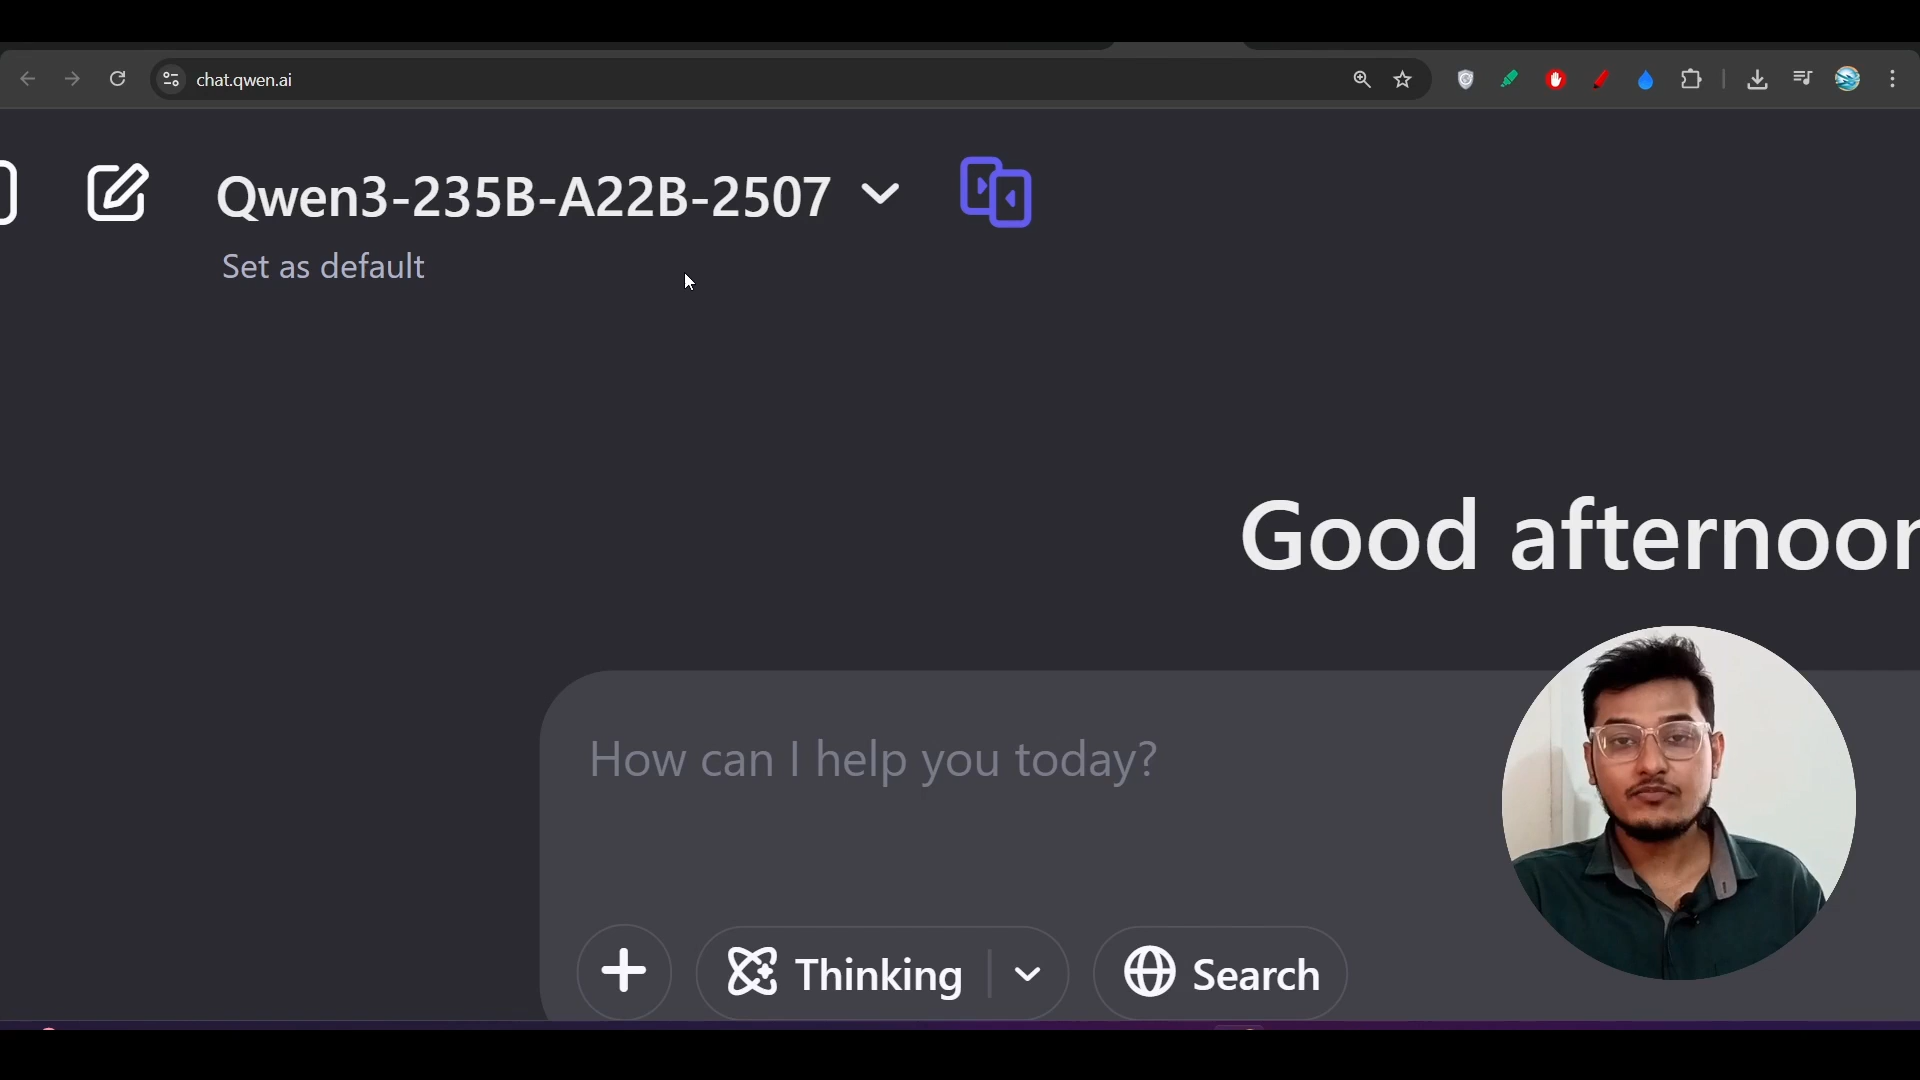 chat.qwen.ai
Qwen3-235B-A22B-2507
Set as default
Good afternoon
How can I help you today?
Thinking
Search